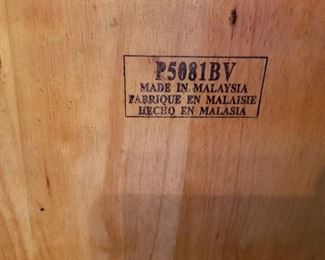 P5081BV
MADE IN MALAYSIA
FABRIQUE EN MALAISIE
HECHO EN MALASIA